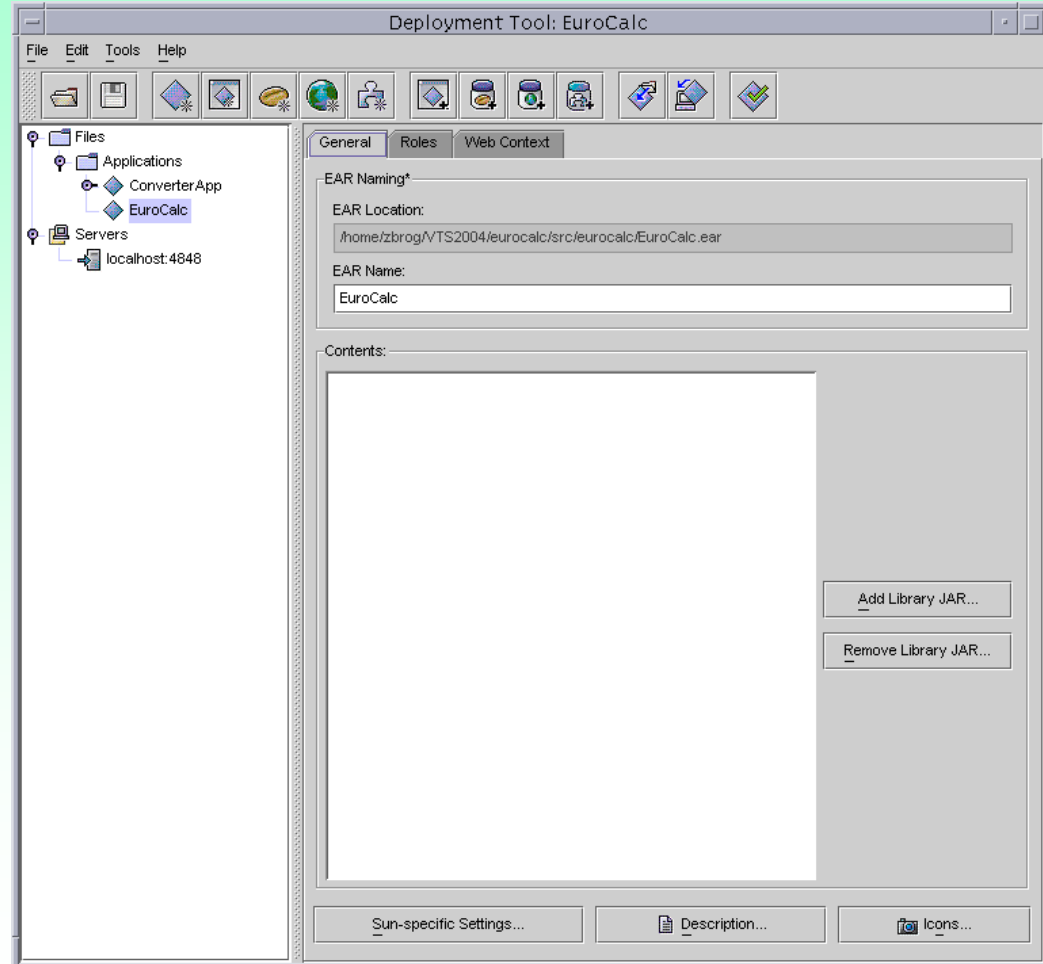 Deployment Tool: EuroCalc
File Edit Tools Help
Files
Applications
ConverterApp
EuroCalc
Servers
localhost:4848
General Roles Web Context
EAR Naming*
EAR Location:
/home/zbrog/VTS2004/eurocalc/src/eurocalc/EuroCalc.ear
EAR Name:
EuroCalc
Contents:
Add Library JAR...
Remove Library JAR...
Sun-specific Settings... Description... Icons...